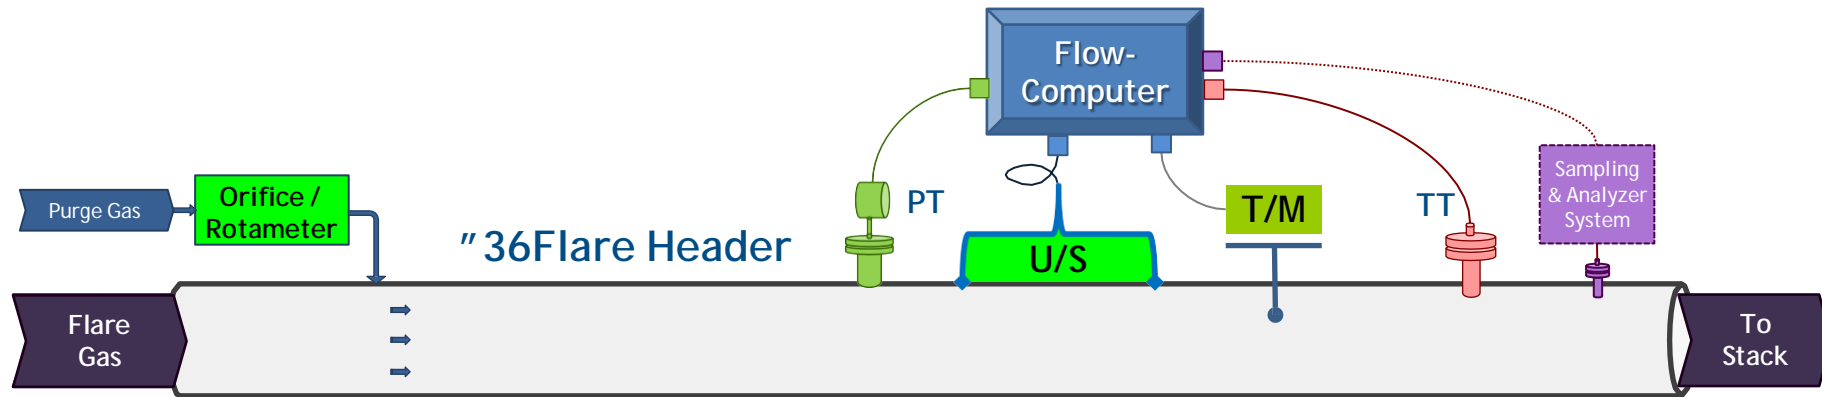 Flow-
Computer
Purge Gas
Orifice /
Rotameter
PT
T/M
TT
Sampling
& Analyzer
System
"36Flare Header
U/S
Flare
Gas
To
Stack